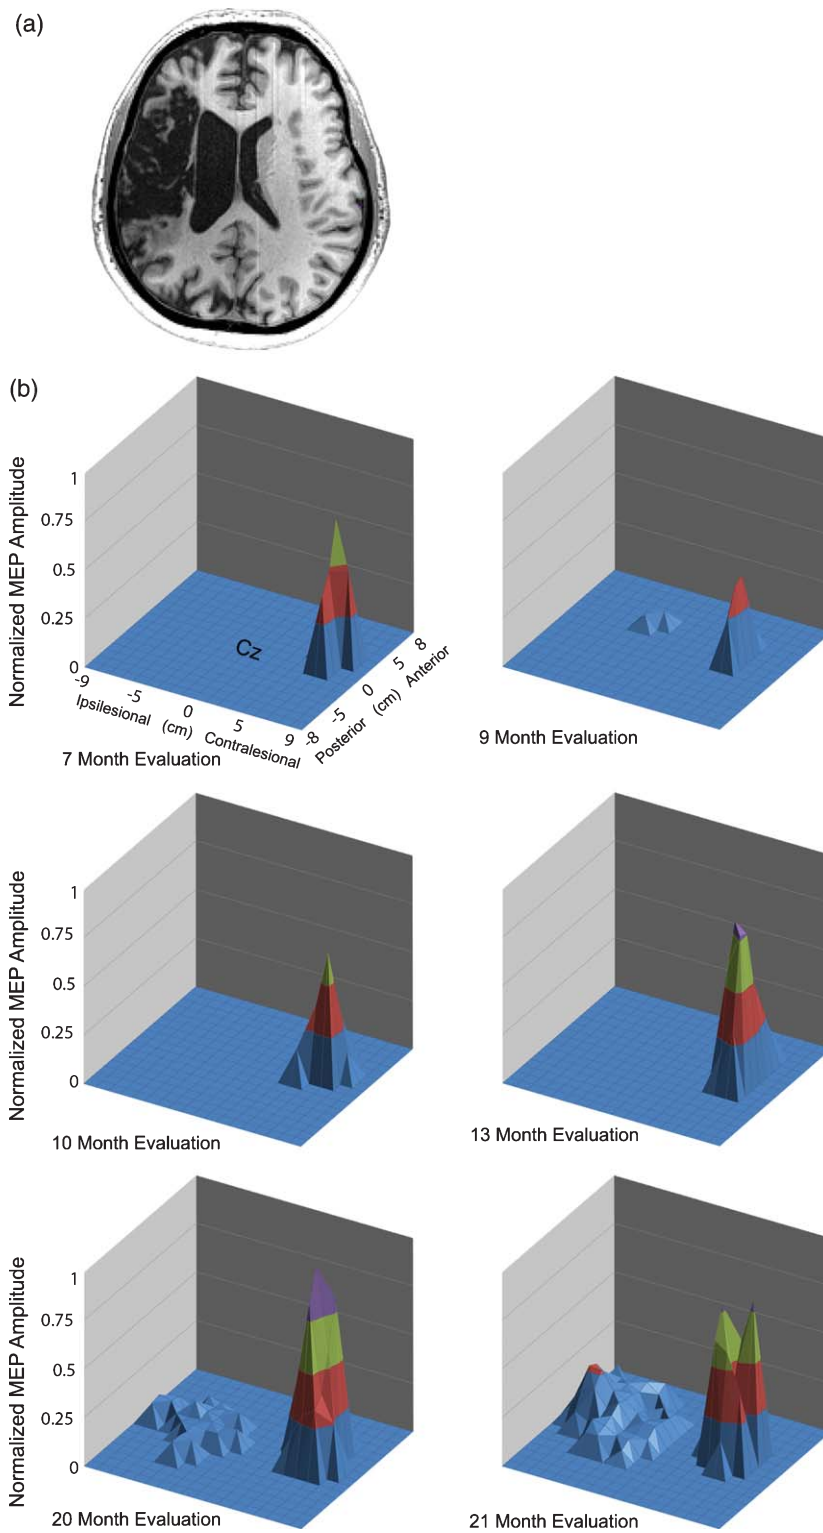 (a)
(b)
Normalized MEP Amplitude
1
0.75
0.5
0.25
0
Cz
-9
-5
0
5
9
Ipsilesional (cm) Contralesional
-8
-5
0
5
8
Posterior (cm) Anterior
7 Month Evaluation
9 Month Evaluation
Normalized MEP Amplitude
1
0.75
0.5
0.25
0
10 Month Evaluation
13 Month Evaluation
Normalized MEP Amplitude
1
0.75
0.5
0.25
0
20 Month Evaluation
21 Month Evaluation